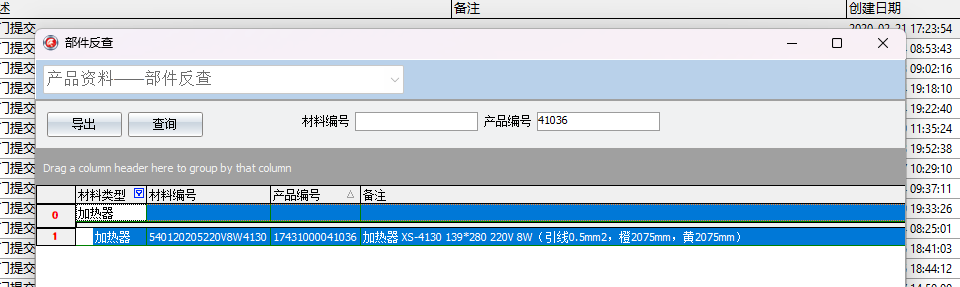 述 备注 创建日期
门提交 2020-02-21 17:23:54
部件反查
门提交 08:53:43
产品资料——部件反查
门提交 09:02:16
门提交 19:18:10
门提交 19:22:40
导出 查询 材料编号 产品编号 41036
门提交 11:35:24
门提交 19:52:38
Drag a column header here to group by that column
门提交 10:29:10
材料类型 材料编号 产品编号 备注
门提交 09:37:11
0 加热器
门提交 19:33:26
门提交 08:25:01
1 加热器 540120205220V8W4130 17431000041036 加热器 XS-4130 139*280 220V 8W（引线0.5mm2，橙2075mm，黄2075mm）
门提交 18:41:03
门提交 18:44:12